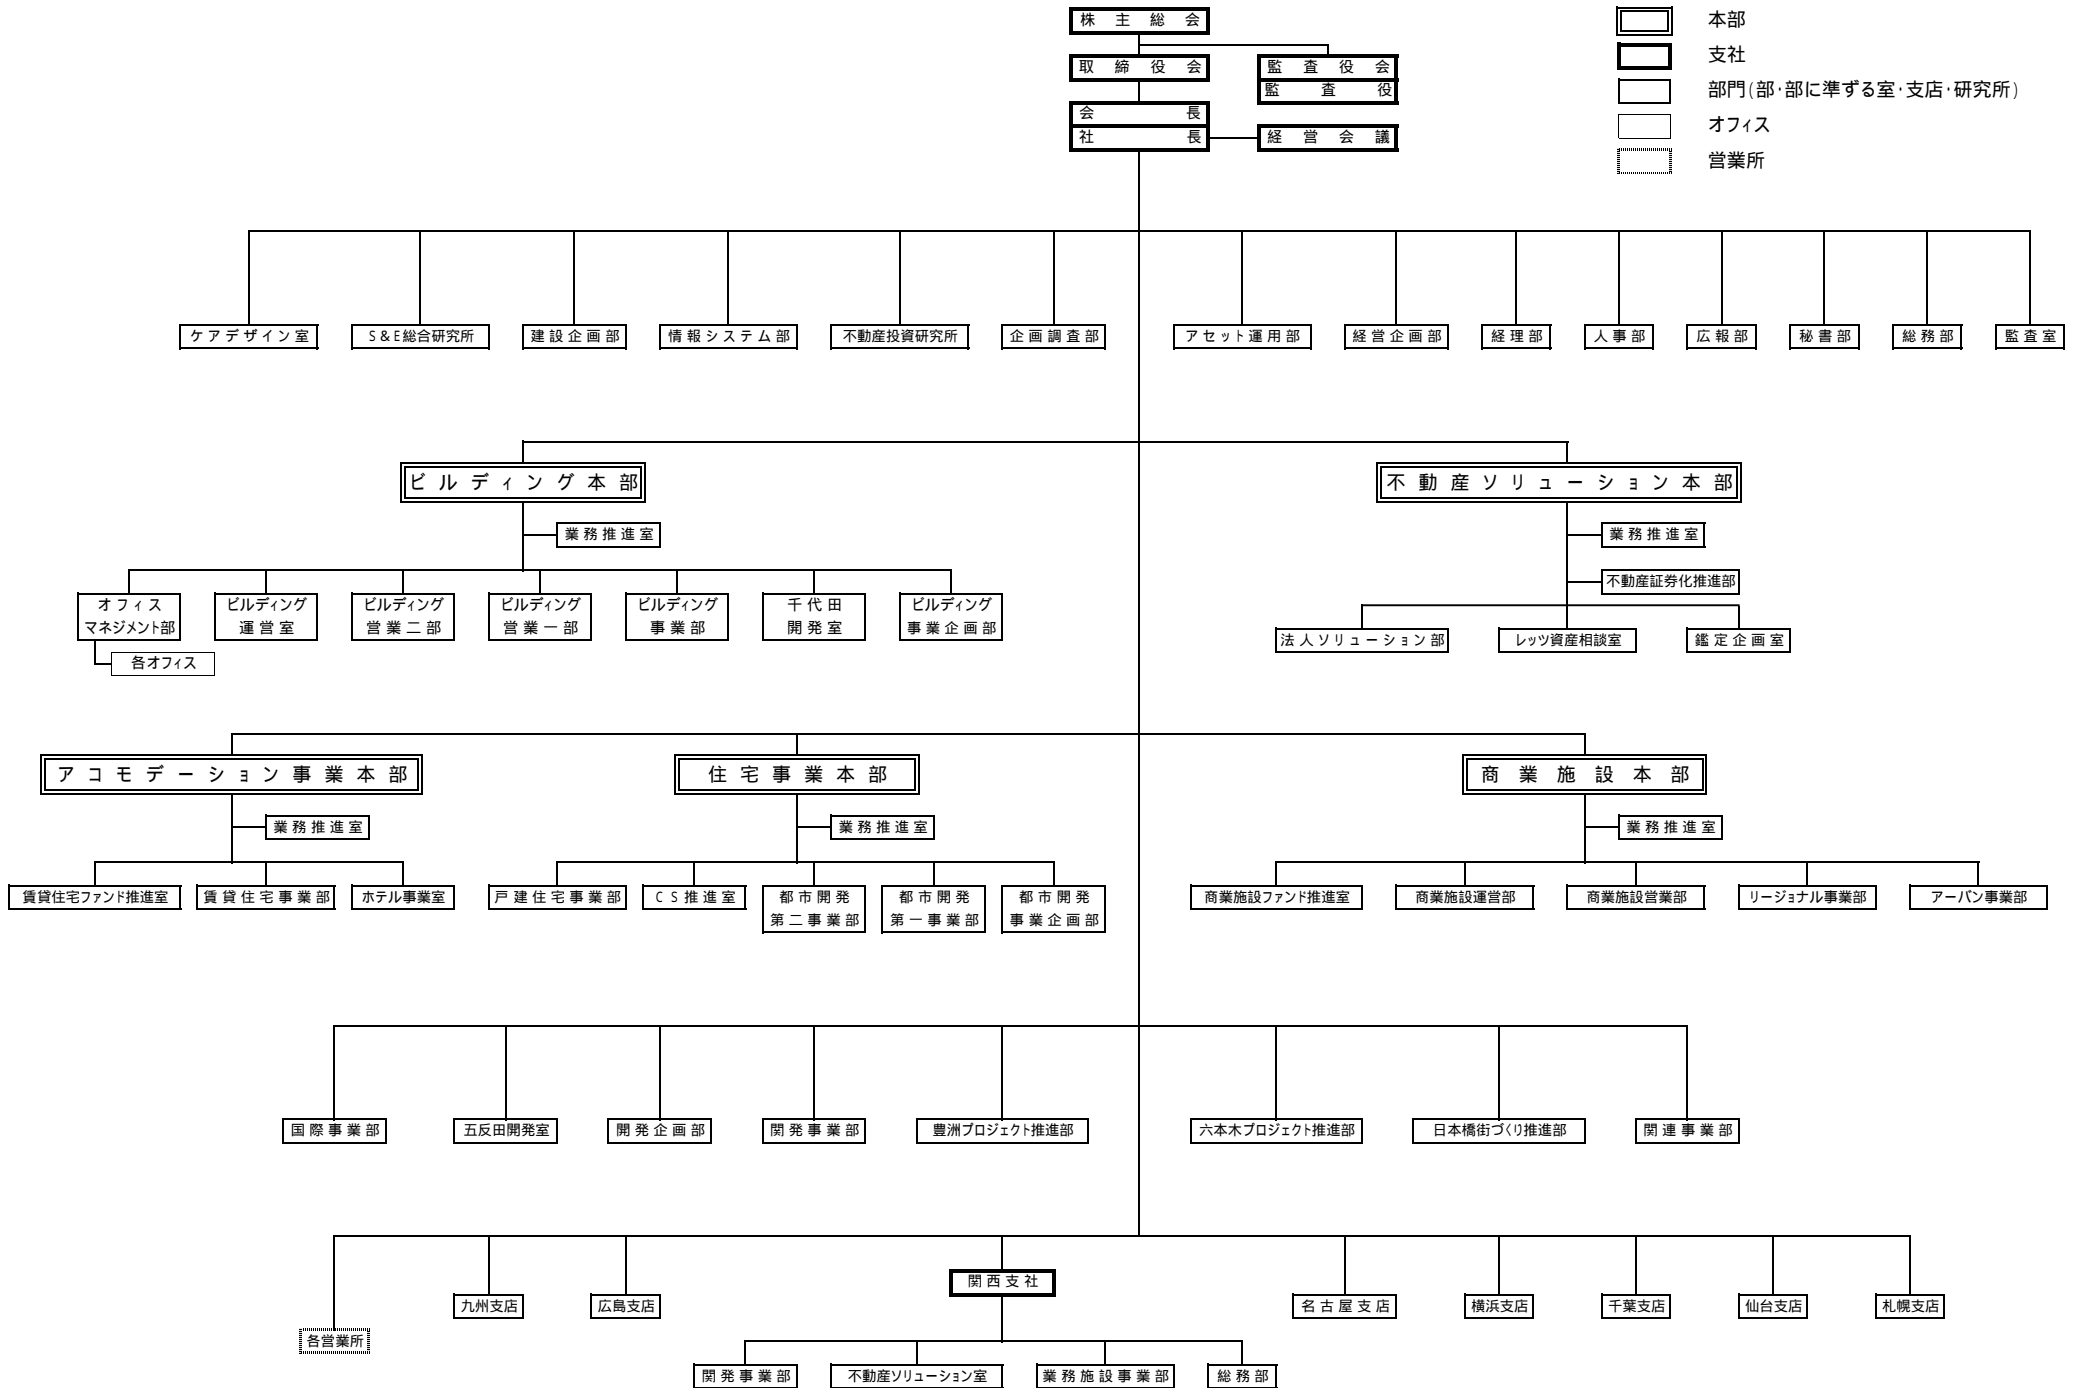 株主総会
本部
取締役会
監査役会
支社
監査役
部門(部・部に準ずる室・支店・研究所)
会長
社長
経営会議
オフィス
営業所
ケアデザイン室
S&E総合研究所
建設企画部
情報システム部
不動産投資研究所
企画調査部
アセット運用部
経営企画部
経理部
人事部
広報部
秘書部
総務部
監査室
ビルディング本部
不動産ソリューション本部
業務推進室
業務推進室
不動産証券化推進部
オフィス
マネジメント部
ビルディング
運営室
ビルディング
営業二部
ビルディング
営業一部
ビルディング
事業部
千代田
開発室
ビルディング
事業企画部
法人ソリューション部
レッツ資産相談室
鑑定企画室
各オフィス
アコモデーション事業本部
住宅事業本部
商業施設本部
業務推進室
業務推進室
業務推進室
賃貸住宅ファンド推進室
賃貸住宅事業部
ホテル事業室
戸建住宅事業部
CS推進室
都市開発
第二事業部
都市開発
第一事業部
都市開発
事業企画部
商業施設ファンド推進室
商業施設運営部
商業施設営業部
リージョナル事業部
アーバン事業部
国際事業部
五反田開発室
開発企画部
関発事業部
豊洲プロジェクト推進部
六本木プロジェクト推進部
日本橋街づくり推進部
関連事業部
関西支社
九州支店
広島支店
名古屋支店
横浜支店
千葉支店
仙台支店
札幌支店
各営業所
関発事業部
不動産ソリューション室
業務施設事業部
総務部